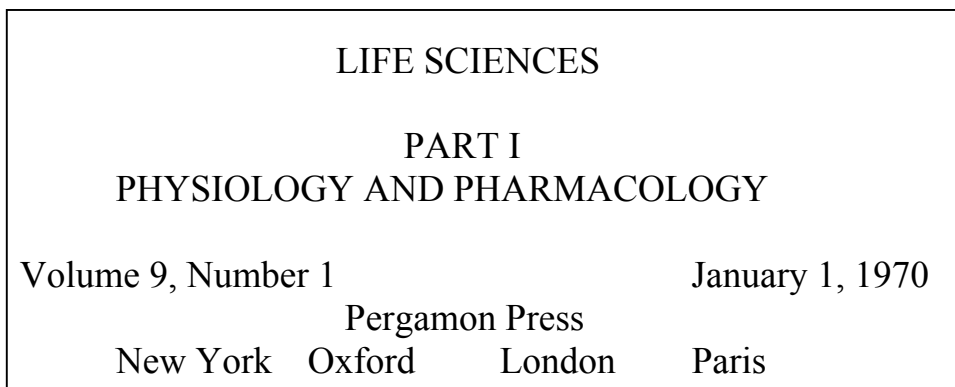 LIFE SCIENCES
PART I
PHYSIOLOGY AND PHARMACOLOGY
Volume 9, Number 1 January 1, 1970
Pergamon Press
New York Oxford London Paris